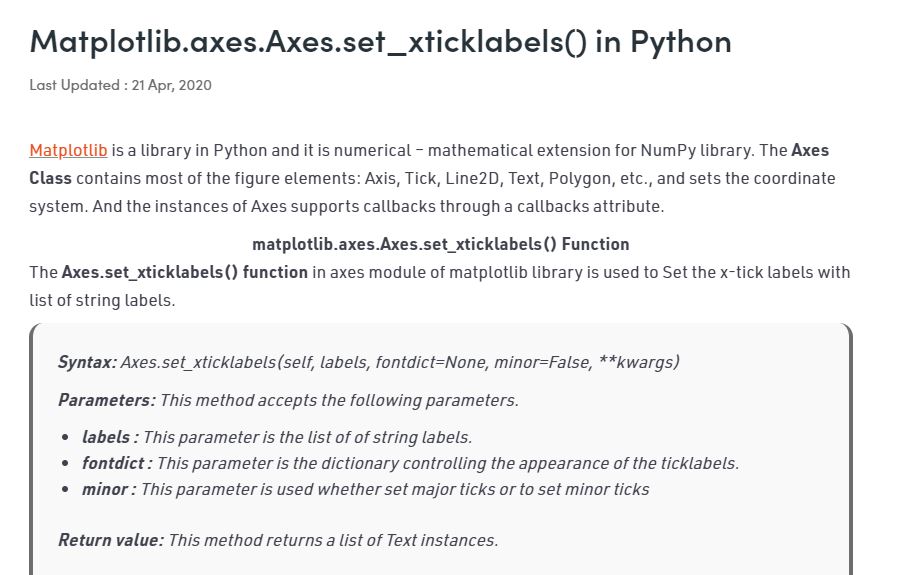 Matplotlib.axes.Axes.set_xticklabels() in Python
Last Updated : 21 Apr, 2020
Matplotlib is a library in Python and it is numerical – mathematical extension for NumPy library. The Axes
Class contains most of the figure elements: Axis, Tick, Line2D, Text, Polygon, etc., and sets the coordinate
system. And the instances of Axes supports callbacks through a callbacks attribute.
matplotlib.axes.Axes.set_xticklabels() Function
The Axes.set_xticklabels() function in axes module of matplotlib library is used to Set the x-tick labels with
list of string labels.
Syntax: Axes.set_xticklabels(self, labels, fontdict=None, minor=False, **kwargs)
Parameters: This method accepts the following parameters.
• labels : This parameter is the list of of string labels.
• fontdict : This parameter is the dictionary controlling the appearance of the ticklabels.
• minor : This parameter is used whether set major ticks or to set minor ticks
Return value: This method returns a list of Text instances.